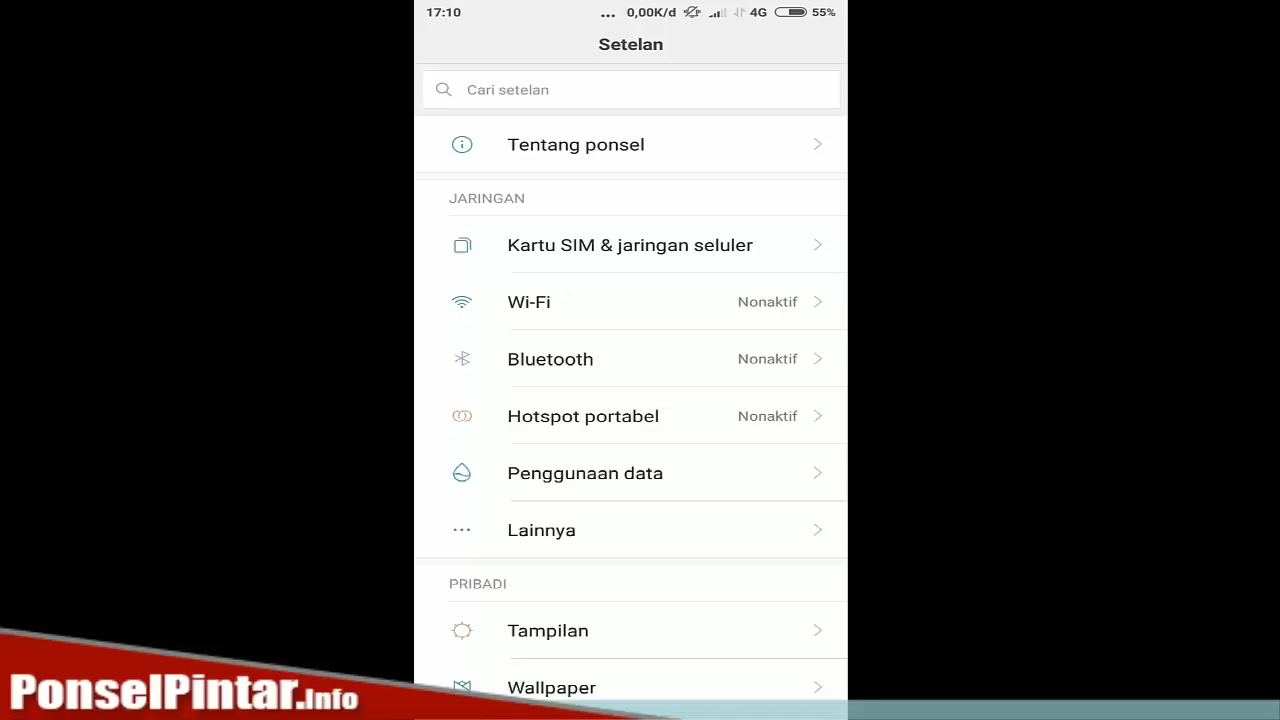 17:10 ... 0,00K/d 4G 55%
Setelan
Cari setelan
Tentang ponsel
JARINGAN
Kartu SIM & jaringan seluler
Wi-Fi Nonaktif
Bluetooth Nonaktif
Hotspot portabel Nonaktif
Penggunaan data
Lainnya
PRIBADI
Tampilan
Wallpaper
PonselPintar.Info